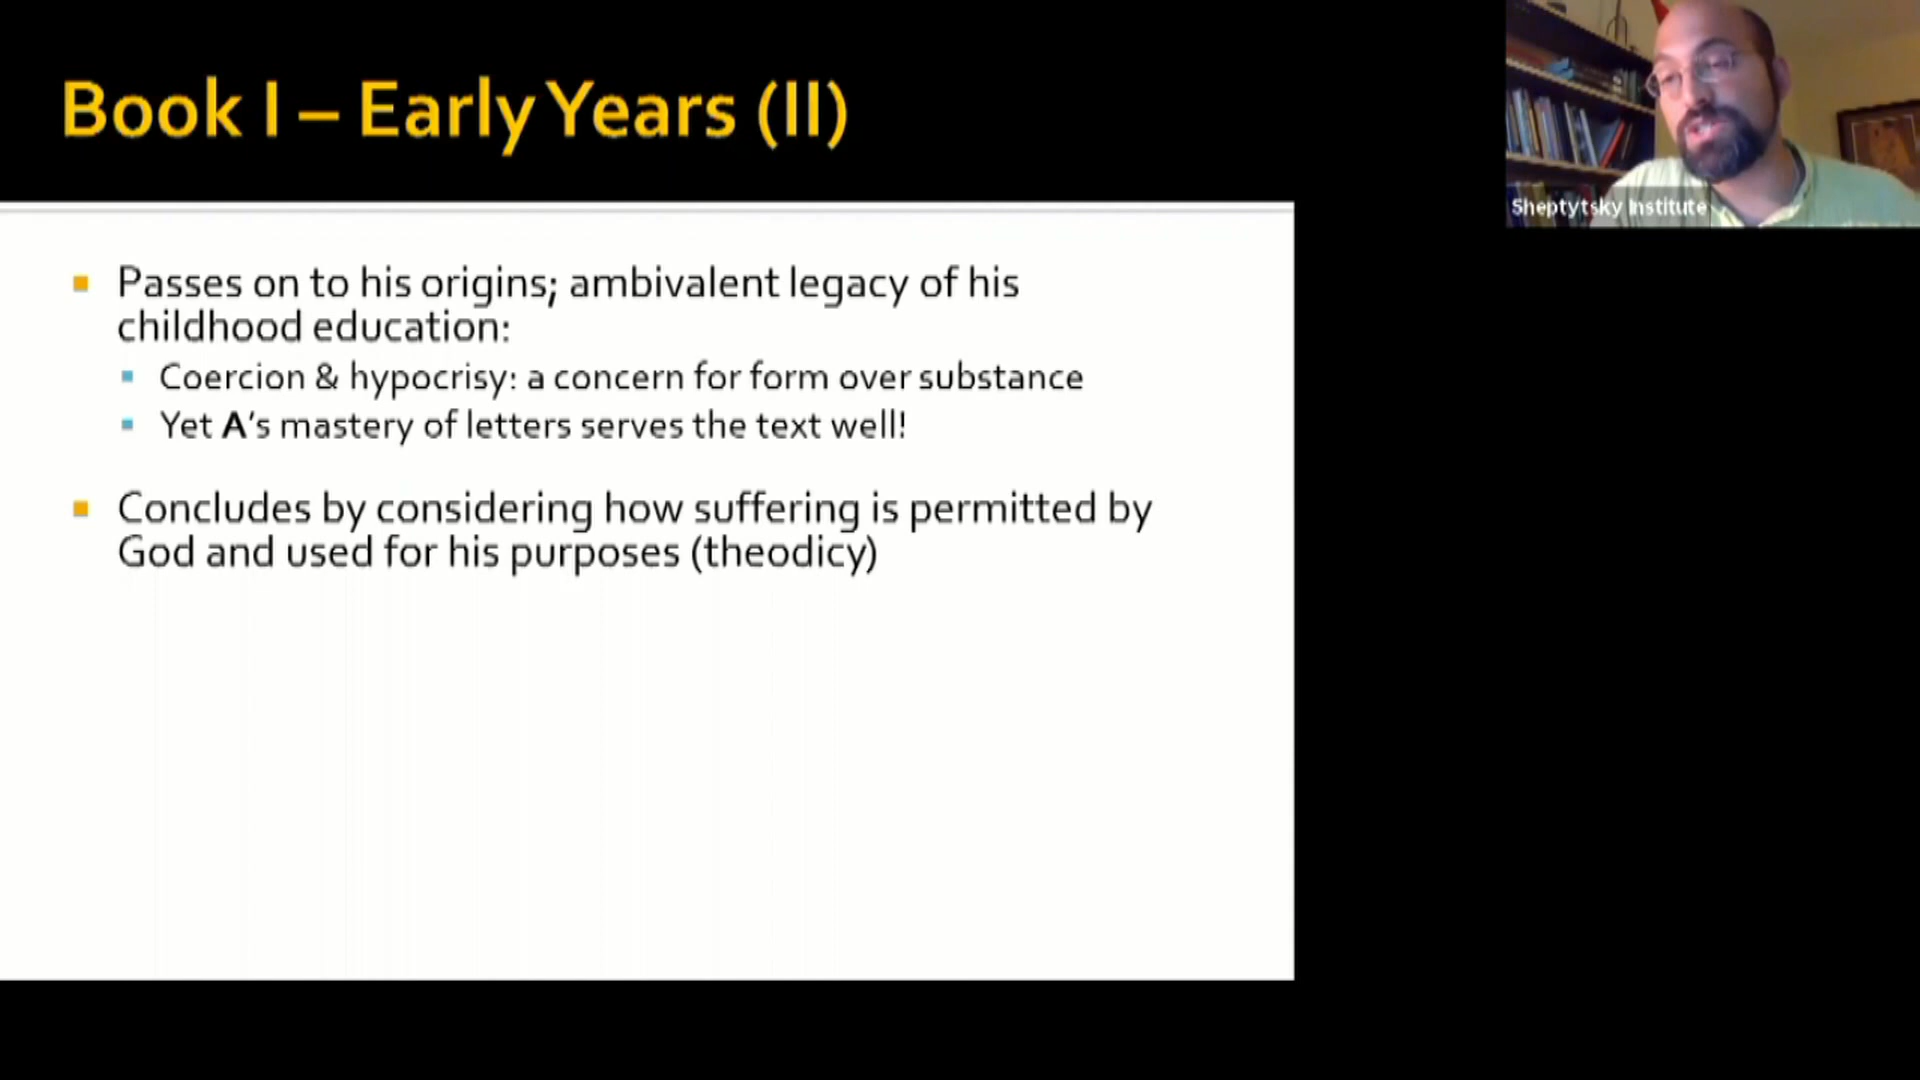 Book I – Early Years (II)
Sheptytsky Institute
Passes on to his origins; ambivalent legacy of his
childhood education:
Coercion & hypocrisy: a concern for form over substance
Yet A's mastery of letters serves the text well!
Concludes by considering how suffering is permitted by
God and used for his purposes (theodicy)